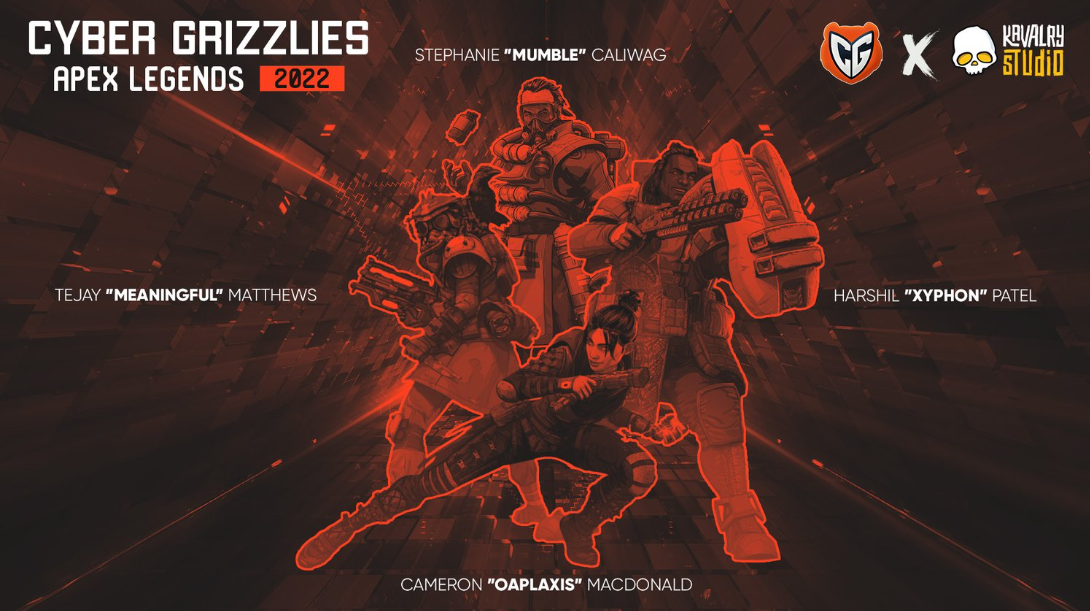 CYBER GRIZZLIES
APEX LEGENDS 2022
STEPHANIE "MUMBLE" CALIWAG
CG X KAVALRY
STUDIO
TEJAY "MEANINGFUL" MATTHEWS
HARSHIL "XYPHON" PATEL
CAMERON "OAPLAXIS" MACDONALD